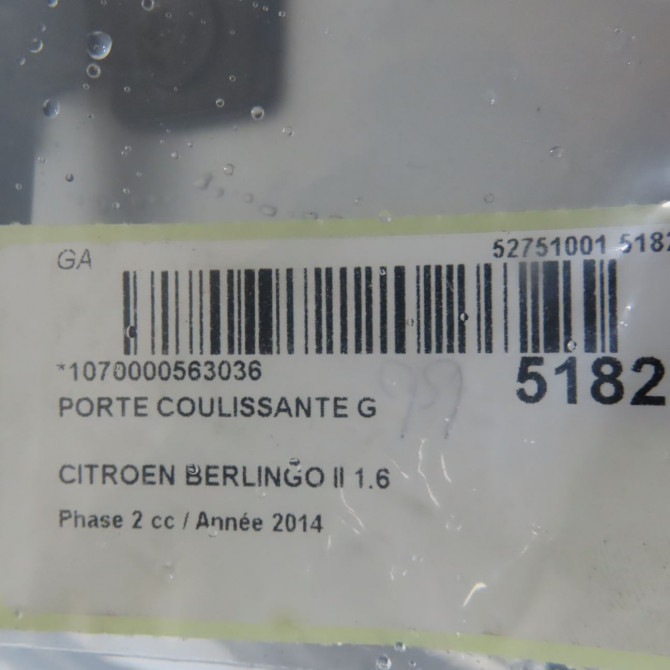 GA
52751001 5182
*1070000563036
5182
PORTE COULISSANTE G
CITROEN BERLINGO II 1.6
Phase 2 cc / Année 2014